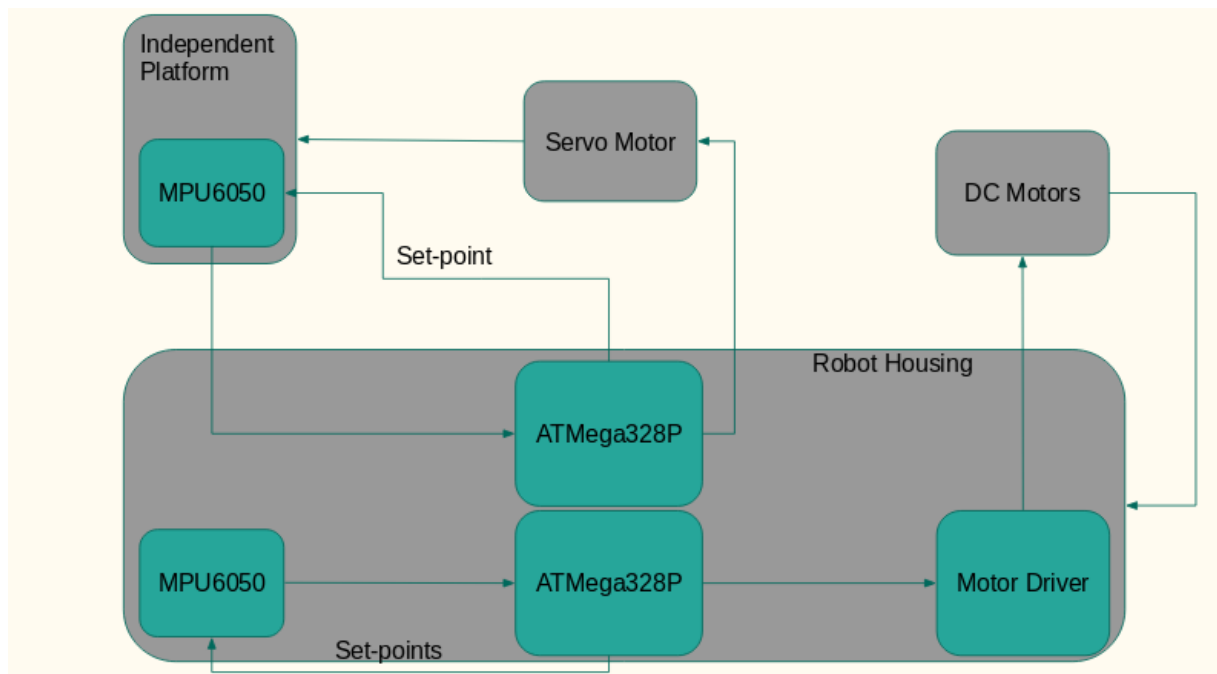 Independent
Platform
Servo Motor
MPU6050
DC Motors
Set-point
Robot Housing
ATMega328P
MPU6050
ATMega328P
Motor Driver
Set-points